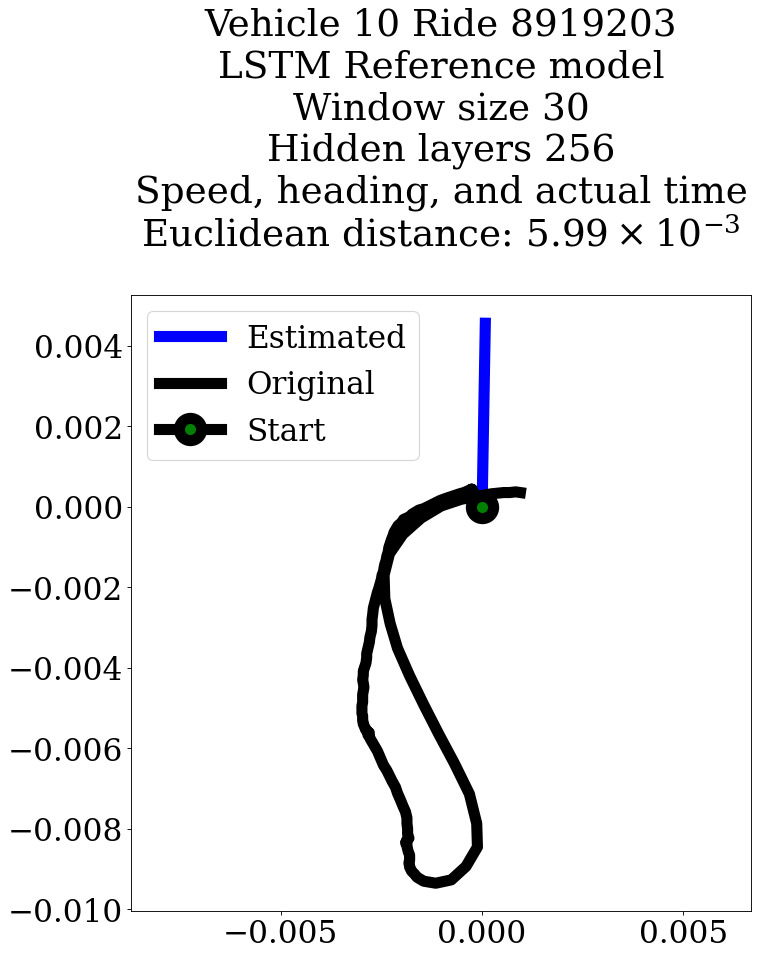 Vehicle 10 Ride 8919203
LSTM Reference model
Window size 30
Hidden layers 256
Speed, heading, and actual time
Euclidean distance: 5.99 × 10⁻³
Estimated
Original
Start
0.004
0.002
0.000
−0.002
−0.004
−0.006
−0.008
−0.010
−0.005 0.000 0.005